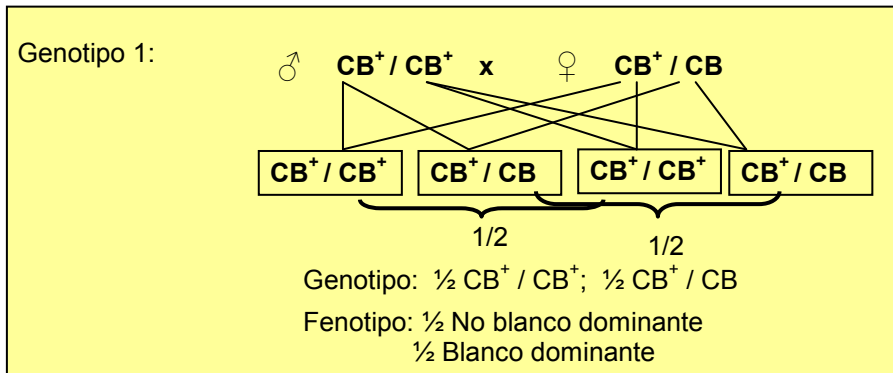 Genotipo 1:
♂ CB⁺ / CB⁺ x ♀ CB⁺ / CB
CB⁺ / CB⁺ CB⁺ / CB CB⁺ / CB⁺ CB⁺ / CB
1/2 1/2
Genotipo: ½ CB⁺ / CB⁺; ½ CB⁺ / CB
Fenotipo: ½ No blanco dominante
½ Blanco dominante